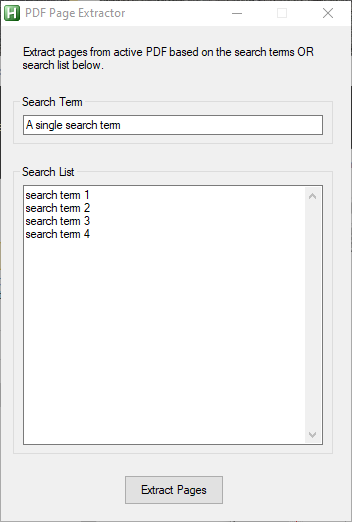 PDF Page Extractor
Extract pages from active PDF based on the search terms OR
search list below.
Search Term
A single search term
Search List
search term 1
search term 2
search term 3
search term 4
Extract Pages